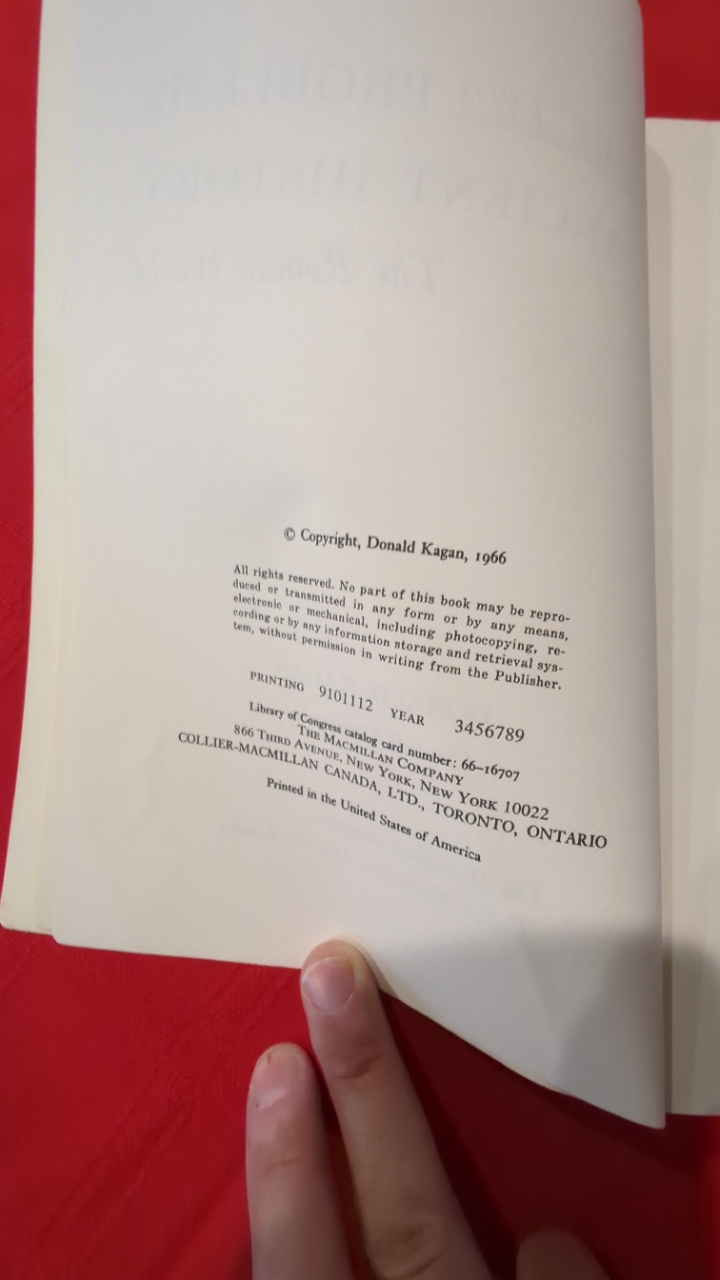 © Copyright, Donald Kagan, 1966
All rights reserved. No part of this book may be repro-
duced or transmitted in any form or by any means,
electronic or mechanical, including photocopying, re-
cording or by any information storage and retrieval sys-
tem, without permission in writing from the Publisher.
PRINTING 9101112 YEAR 3456789
Library of Congress catalog card number: 66-16707
THE MACMILLAN COMPANY
866 THIRD AVENUE, NEW YORK, NEW YORK 10022
COLLIER-MACMILLAN CANADA, LTD., TORONTO, ONTARIO
Printed in the United States of America